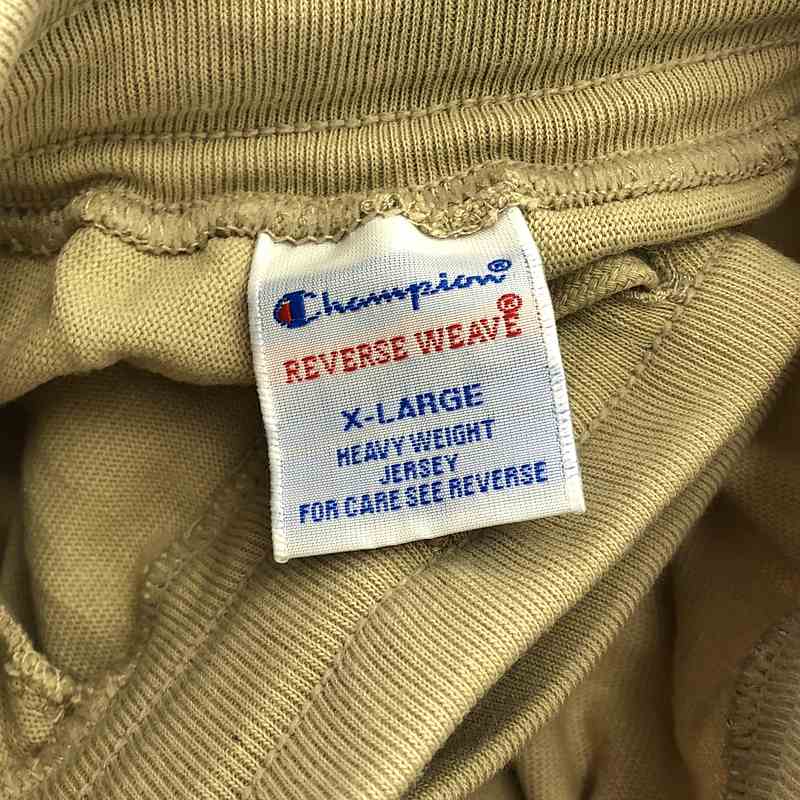 Champion®
REVERSE WEAVE®
X-LARGE
HEAVY WEIGHT
JERSEY
FOR CARE SEE REVERSE